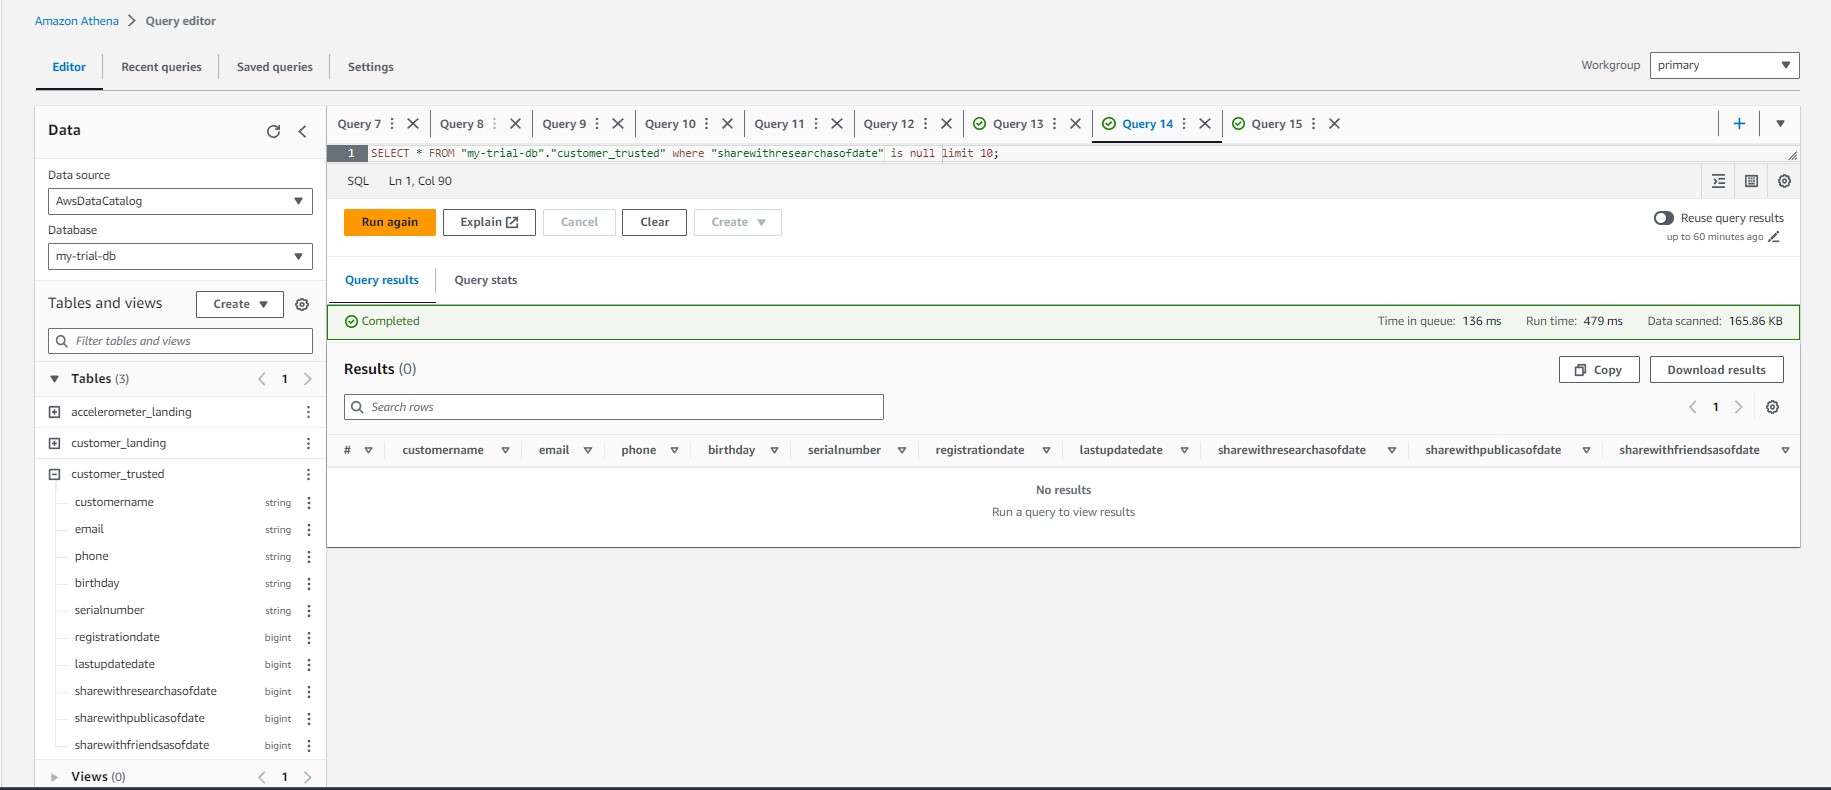 Amazon Athena > Query editor
Editor Recent queries Saved queries Settings
Workgroup primary
Data
Data source
AwsDataCatalog
Database
my-trial-db
Tables and views Create
Filter tables and views
Tables (3) < 1 >
accelerometer_landing
customer_landing
customer_trusted
customername string
email string
phone string
birthday string
serialnumber string
registrationdate bigint
lastupdatedate bigint
sharewithresearchasofdate bigint
sharewithpublicasofdate bigint
sharewithfriendsasofdate bigint
Views (0) < 1 >
Query 7 Query 8 Query 9 Query 10 Query 11 Query 12 Query 13 Query 14 Query 15
1 SELECT * FROM "my-trial-db"."customer_trusted" where "sharewithresearchasofdate" is null limit 10;
SQL Ln 1, Col 90
Run again Explain Cancel Clear Create
Reuse query results
up to 60 minutes ago
Query results Query stats
Completed Time in queue: 136 ms Run time: 479 ms Data scanned: 165.86 KB
Results (0) Copy Download results
Search rows < 1 >
# customername email phone birthday serialnumber registrationdate lastupdatedate sharewithresearchasofdate sharewithpublicasofdate sharewithfriendsasofdate
No results
Run a query to view results